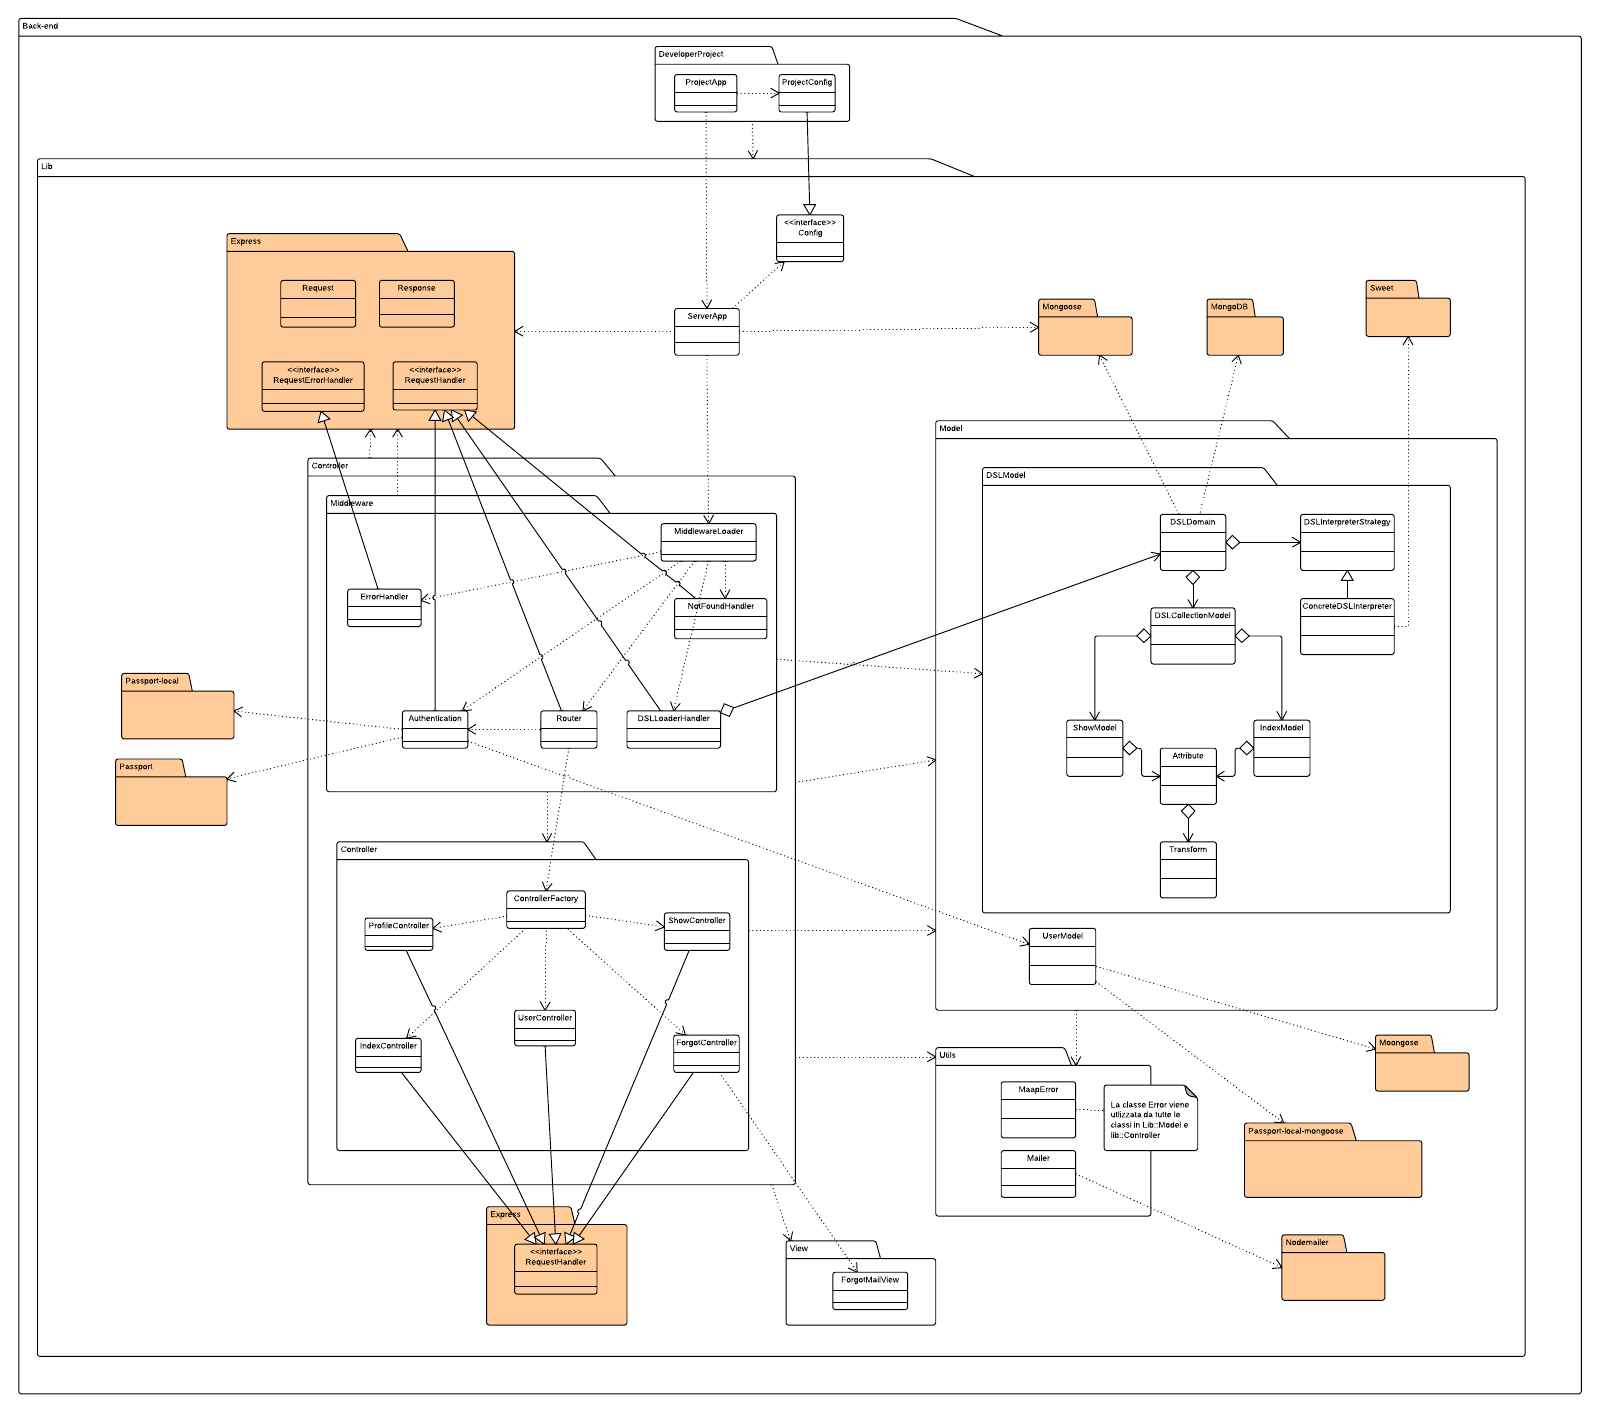 Back-end
DeveloperProject
ProjectApp
ProjectConfig
Lib
<<interface>>
Config
Express
Request
Response
<<interface>>
RequestErrorHandler
<<interface>>
RequestHandler
ServerApp
Mongoose
MongoDB
Sweet
Controller
Middleware
MiddlewareLoader
ErrorHandler
NotFoundHandler
Authentication
Router
DSLLoaderHandler
Passport-local
Passport
Model
DSLModel
DSLDomain
DSLInterpreterStrategy
DSLCollectionModel
ConcreteDSLInterpreter
ShowModel
IndexModel
Attribute
Transform
UserModel
Controller
ControllerFactory
ProfileController
ShowController
UserController
IndexController
ForgotController
Utils
MaapError
La classe Error viene
utlizzata da tutte le
classi in Lib::Model e
lib::Controller
Mailer
Moongose
Passport-local-mongoose
Nodemailer
Express
<<interface>>
RequestHandler
View
ForgotMailView